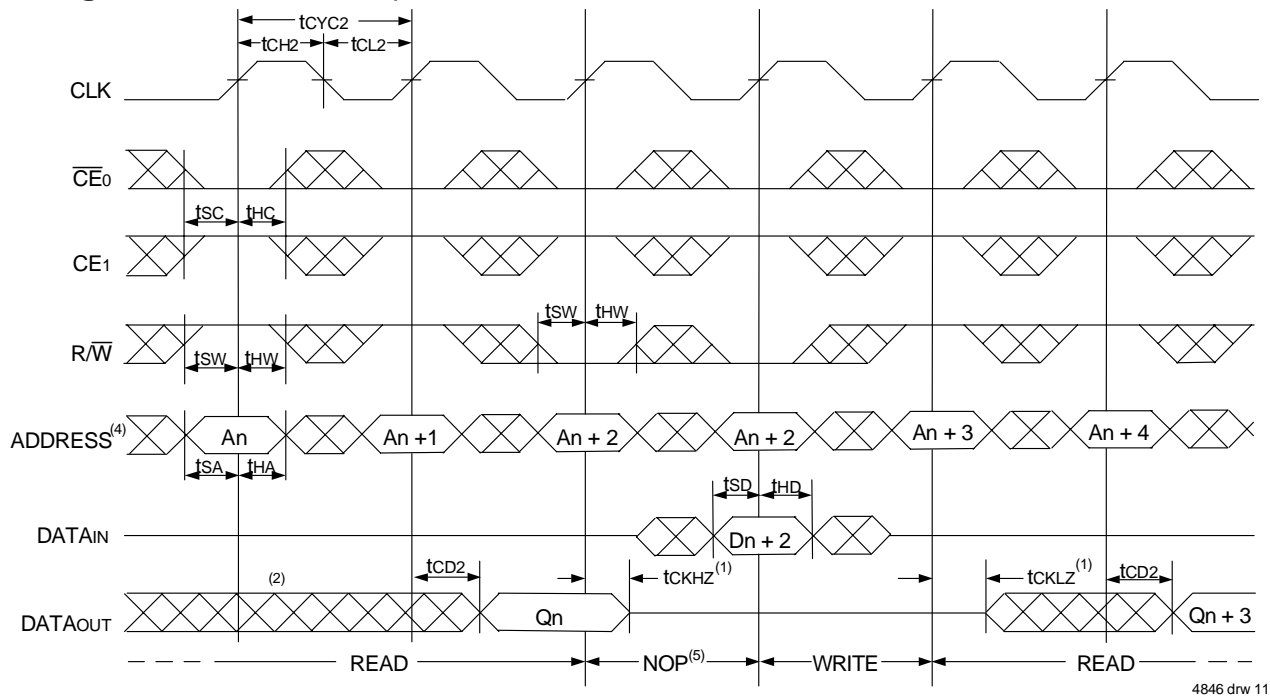 tCYC2
tCH2 tCL2
CLK
CE0
tSC tHC
CE1
tSW tHW
R/W
tSW tHW
ADDRESS(4) An An +1 An + 2 An + 2 An + 3 An + 4
tSA tHA
tSD tHD
DATAIN Dn + 2
(2) tCD2 tCKHZ(1) tCKLZ(1) tCD2
DATAOUT Qn Qn + 3
READ NOP(5) WRITE READ
4846 drw 11